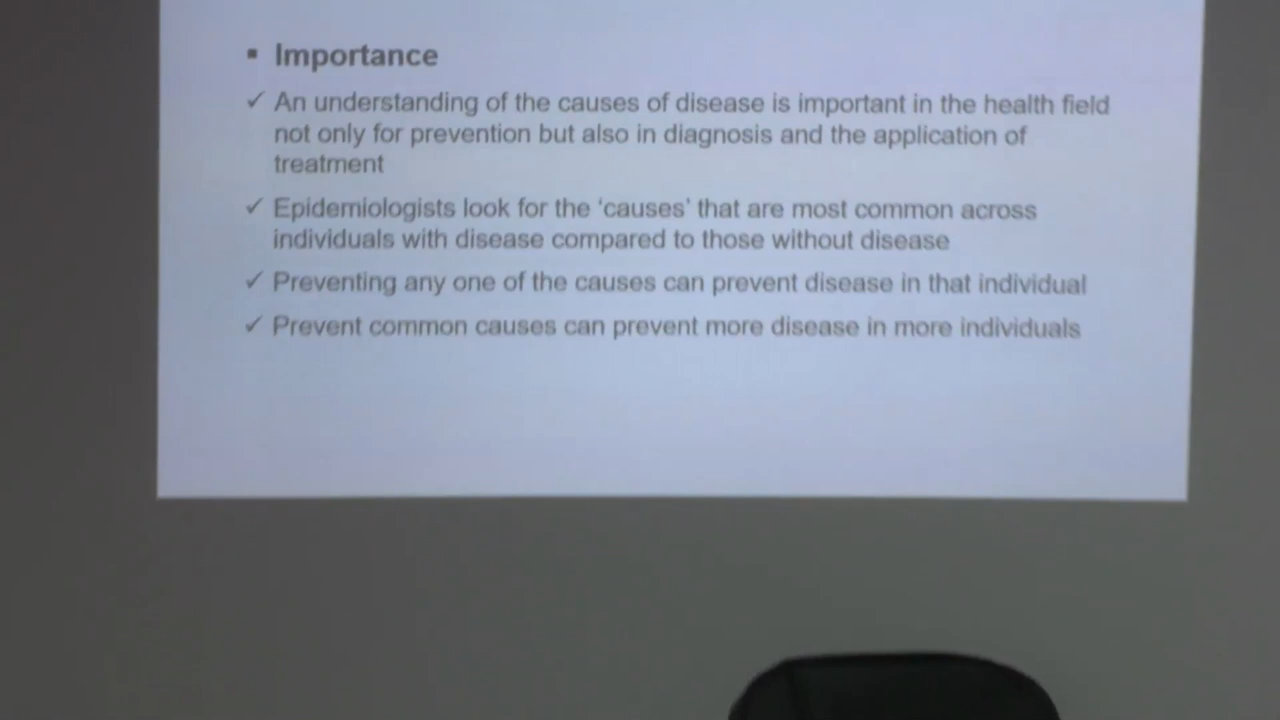 ▪ Importance
✓ An understanding of the causes of disease is important in the health field
not only for prevention but also in diagnosis and the application of
treatment
✓ Epidemiologists look for the ‘causes’ that are most common across
individuals with disease compared to those without disease
✓ Preventing any one of the causes can prevent disease in that individual
✓ Prevent common causes can prevent more disease in more individuals